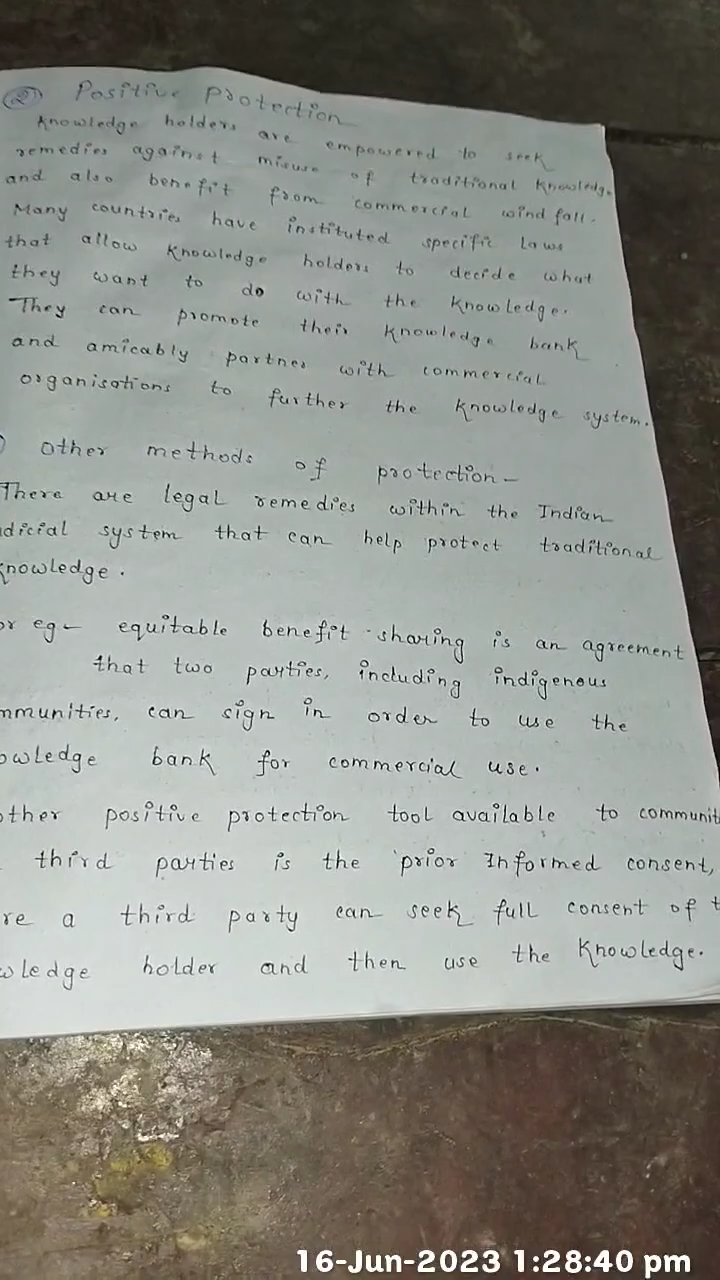 ② Positive Protection
Knowledge holders are empowered to seek
remedies against misuse of traditional Knowledge
and also benefit from commercial wind fall.
Many countries have instituted specific laws
that allow Knowledge holders to decide what
they want to do with the Knowledge.
They can promote their Knowledge bank
and amicably partner with commercial
organisations to further the Knowledge system.
Other methods of protection-
There are legal remedies within the Indian
dicial system that can help protect traditional
Knowledge.
or eg- equitable benefit-sharing is an agreement
that two parties, including indigenous
mmunities, can sign in order to use the
owledge bank for commercial use.
other positive protection tool available to communit
third parties is the 'prior Informed consent,
re a third party can seek full consent of t
wledge holder and then use the Knowledge.
16-Jun-2023 1:28:40 pm